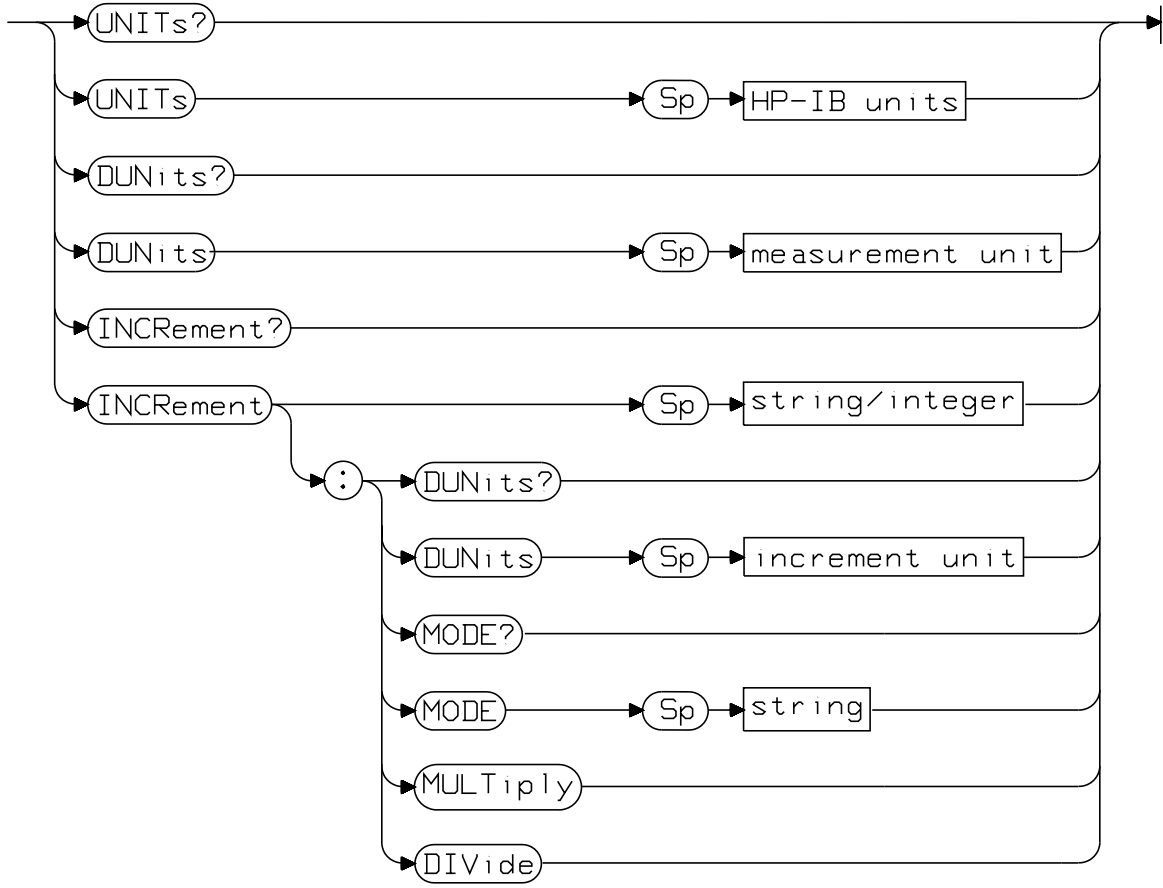 UNITs?
UNITs Sp HP-IB units
DUNits?
DUNits Sp measurement unit
INCRement?
INCRement Sp string/integer
: DUNits?
DUNits Sp increment unit
MODE?
MODE Sp string
MULTiply
DIVide